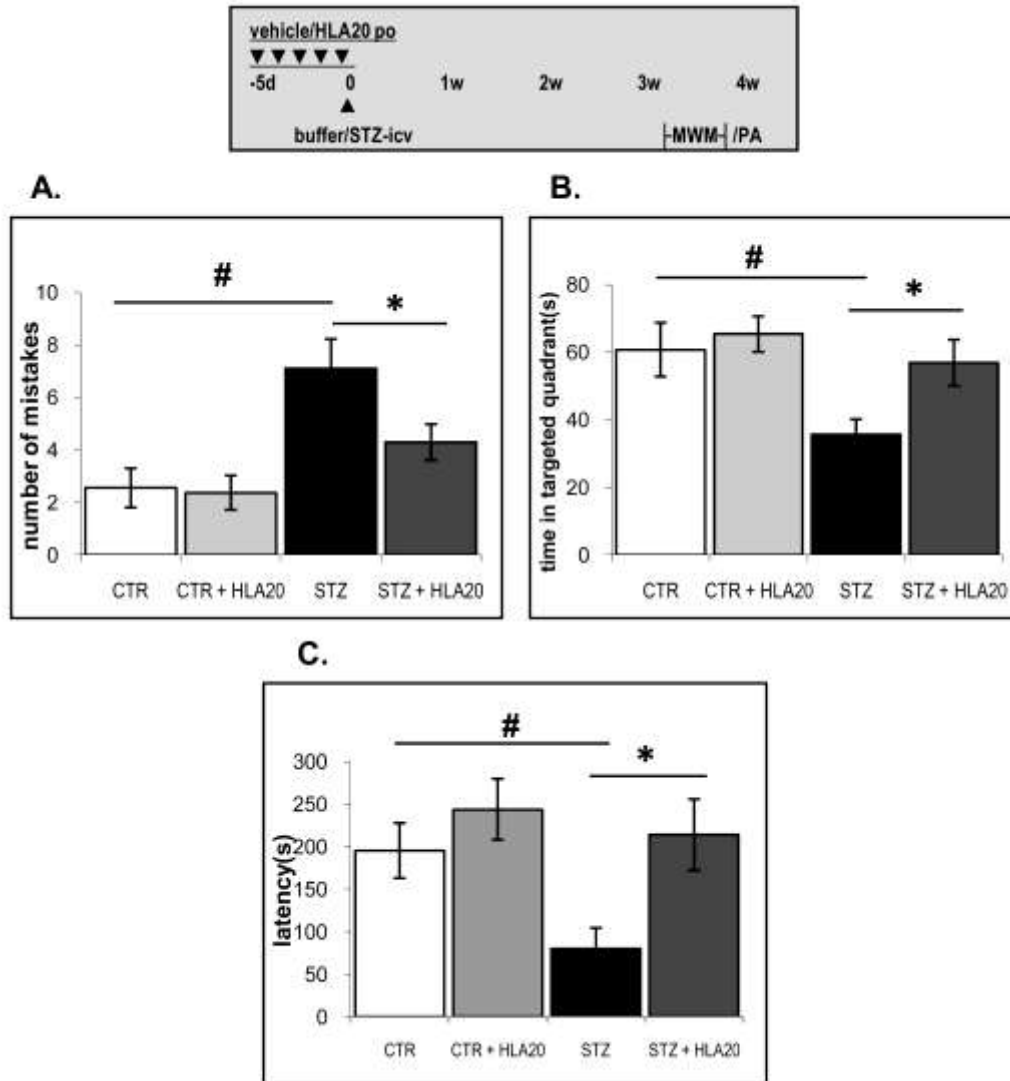 vehicle/HLA20 po
-5d 0 1w 2w 3w 4w
buffer/STZ-icv
MWM /PA
A.
#
*
number of mistakes
10
8
6
4
2
0
CTR CTR + HLA20 STZ STZ + HLA20
B.
#
*
time in targeted quadrant(s)
80
60
40
20
0
CTR CTR + HLA20 STZ STZ + HLA20
C.
#
*
latency(s)
300
250
200
150
100
50
0
CTR CTR + HLA20 STZ STZ + HLA20